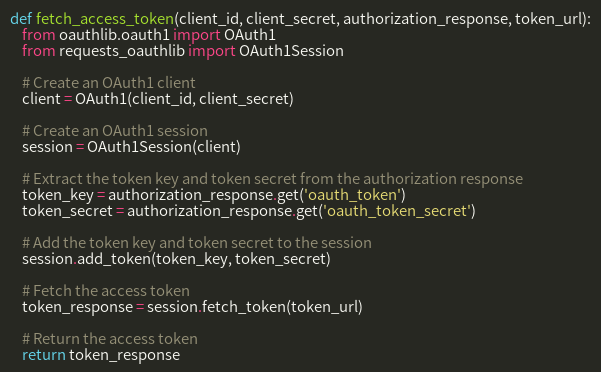 def fetch_access_token(client_id, client_secret, authorization_response, token_url):
    from oauthlib.oauth1 import OAuth1
    from requests_oauthlib import OAuth1Session

    # Create an OAuth1 client
    client = OAuth1(client_id, client_secret)

    # Create an OAuth1 session
    session = OAuth1Session(client)

    # Extract the token key and token secret from the authorization response
    token_key = authorization_response.get('oauth_token')
    token_secret = authorization_response.get('oauth_token_secret')

    # Add the token key and token secret to the session
    session.add_token(token_key, token_secret)

    # Fetch the access token
    token_response = session.fetch_token(token_url)

    # Return the access token
    return token_response